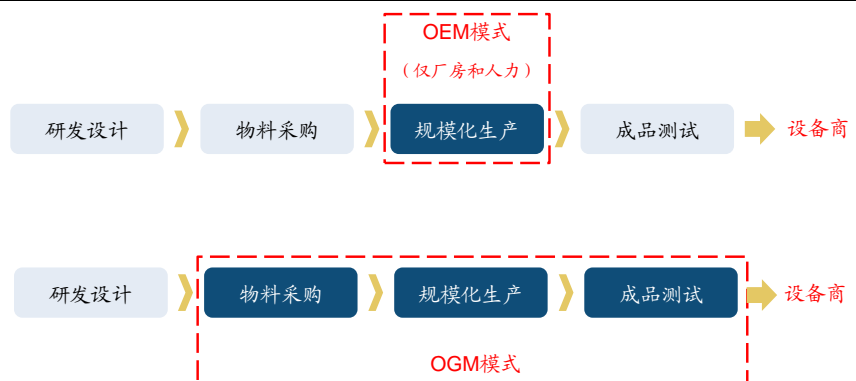 OEM模式
（仅厂房和人力）
研发设计
物料采购
规模化生产
成品测试
设备商
研发设计
物料采购
规模化生产
成品测试
设备商
OGM模式